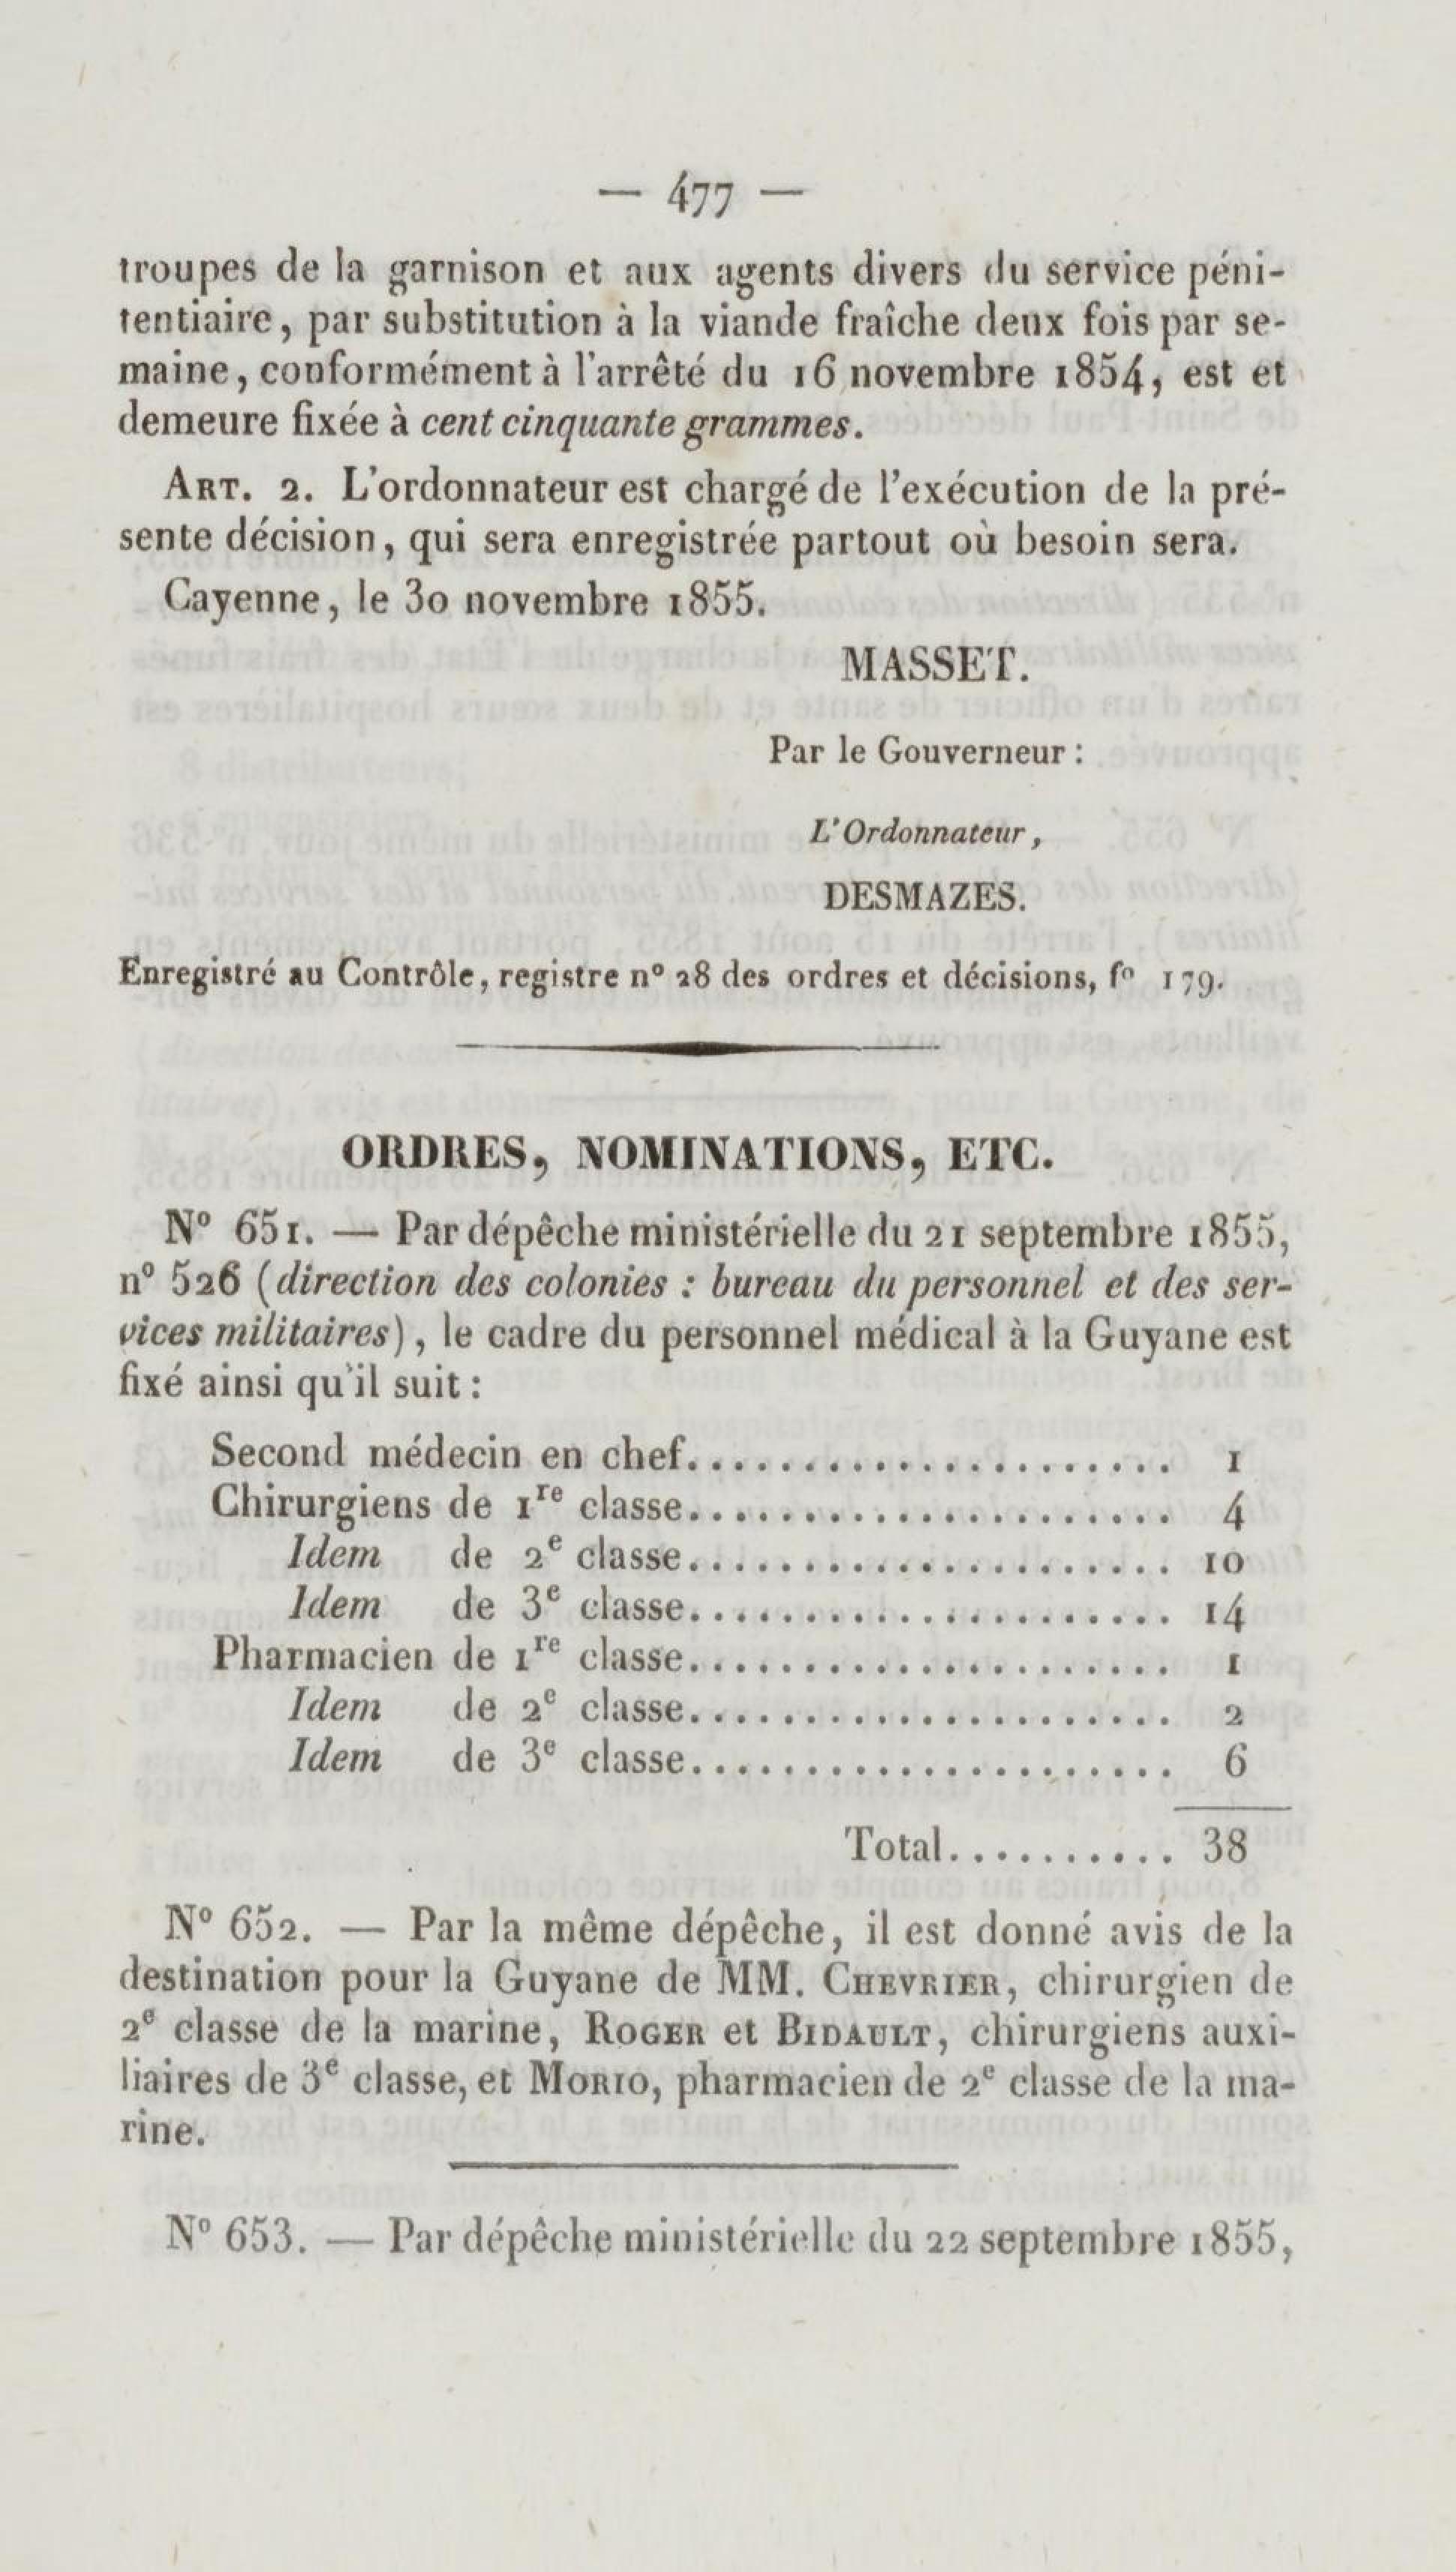 — 477 —
troupes de la garnison et aux agents divers du service péni-
tentiaire, par substitution à la viande fraîche deux fois par se-
maine, conformément à l'arrêté du 16 novembre 1854, est et
demeure fixée à cent cinquante grammes.
ART. 2. L'ordonnateur est chargé de l'exécution de la pré-
sente décision, qui sera enregistrée partout où besoin sera.
Cayenne, le 30 novembre 1855.
MASSET.
Par le Gouverneur :
L'Ordonnateur,
DESMAZES.
Enregistré au Contrôle, registre n° 28 des ordres et décisions, f° 179.
ORDRES, NOMINATIONS, ETC.
N° 651. — Par dépêche ministérielle du 21 septembre 1855,
n° 526 (direction des colonies : bureau du personnel et des ser-
vices militaires), le cadre du personnel médical à la Guyane est
fixé ainsi qu'il suit :
Second médecin en chef..................... 1
Chirurgiens de 1re classe..................... 4
Idem de 2e classe..................... 10
Idem de 3e classe..................... 14
Pharmacien de 1re classe..................... 1
Idem de 2e classe..................... 2
Idem de 3e classe..................... 6
Total.......... 38
N° 652. — Par la même dépêche, il est donné avis de la
destination pour la Guyane de MM. CHEVRIER, chirurgien de
2e classe de la marine, ROGER et BIDAULT, chirurgiens auxi-
liaires de 3e classe, et MORIO, pharmacien de 2e classe de la ma-
rine.
N° 653. — Par dépêche ministérielle du 22 septembre 1855,